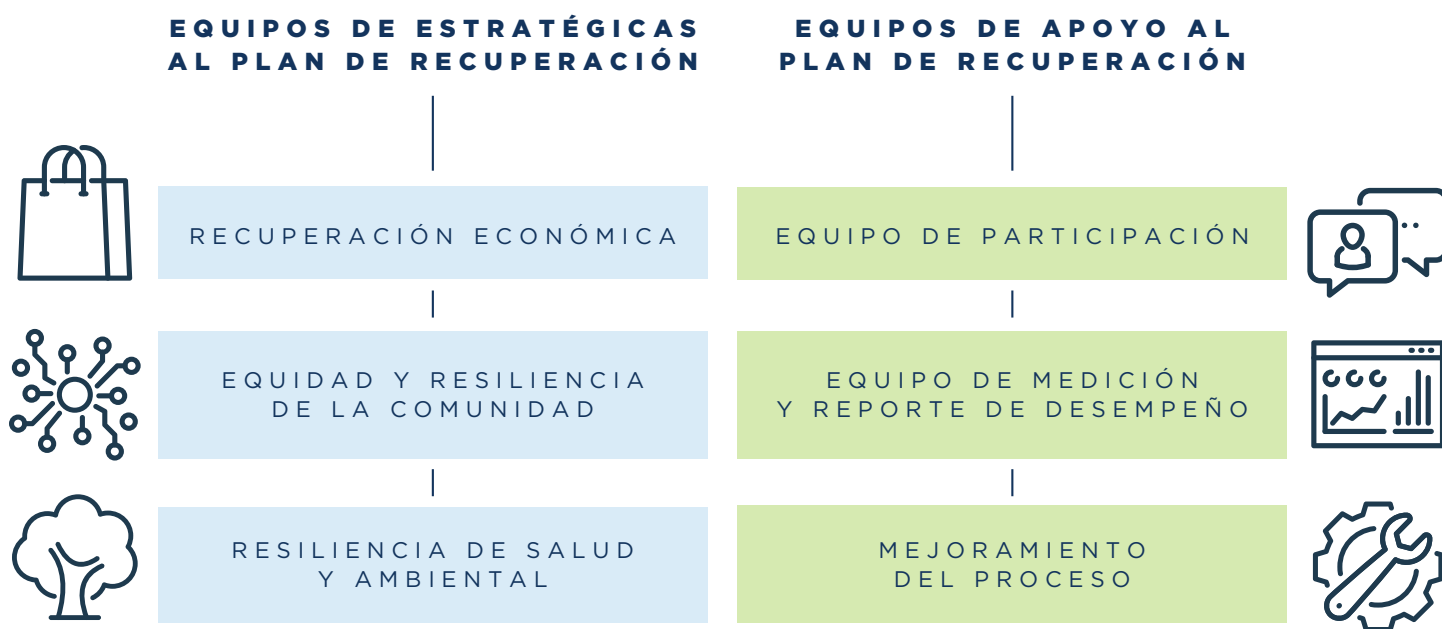 EQUIPOS DE ESTRATÉGICAS
AL PLAN DE RECUPERACIÓN
RECUPERACIÓN ECONÓMICA
EQUIDAD Y RESILIENCIA
DE LA COMUNIDAD
RESILIENCIA DE SALUD
Y AMBIENTAL
EQUIPOS DE APOYO AL
PLAN DE RECUPERACIÓN
EQUIPO DE PARTICIPACIÓN
EQUIPO DE MEDICIÓN
Y REPORTE DE DESEMPEÑO
MEJORAMIENTO
DEL PROCESO